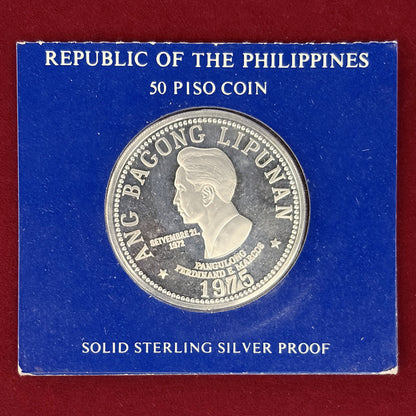 REPUBLIC OF THE PHILIPPINES
50 PISO COIN
ANG BAGONG LIPUNAN
SETYEMBRE 21,
1972
PANGULONG
FERDINAND E. MARCOS
1975
SOLID STERLING SILVER PROOF